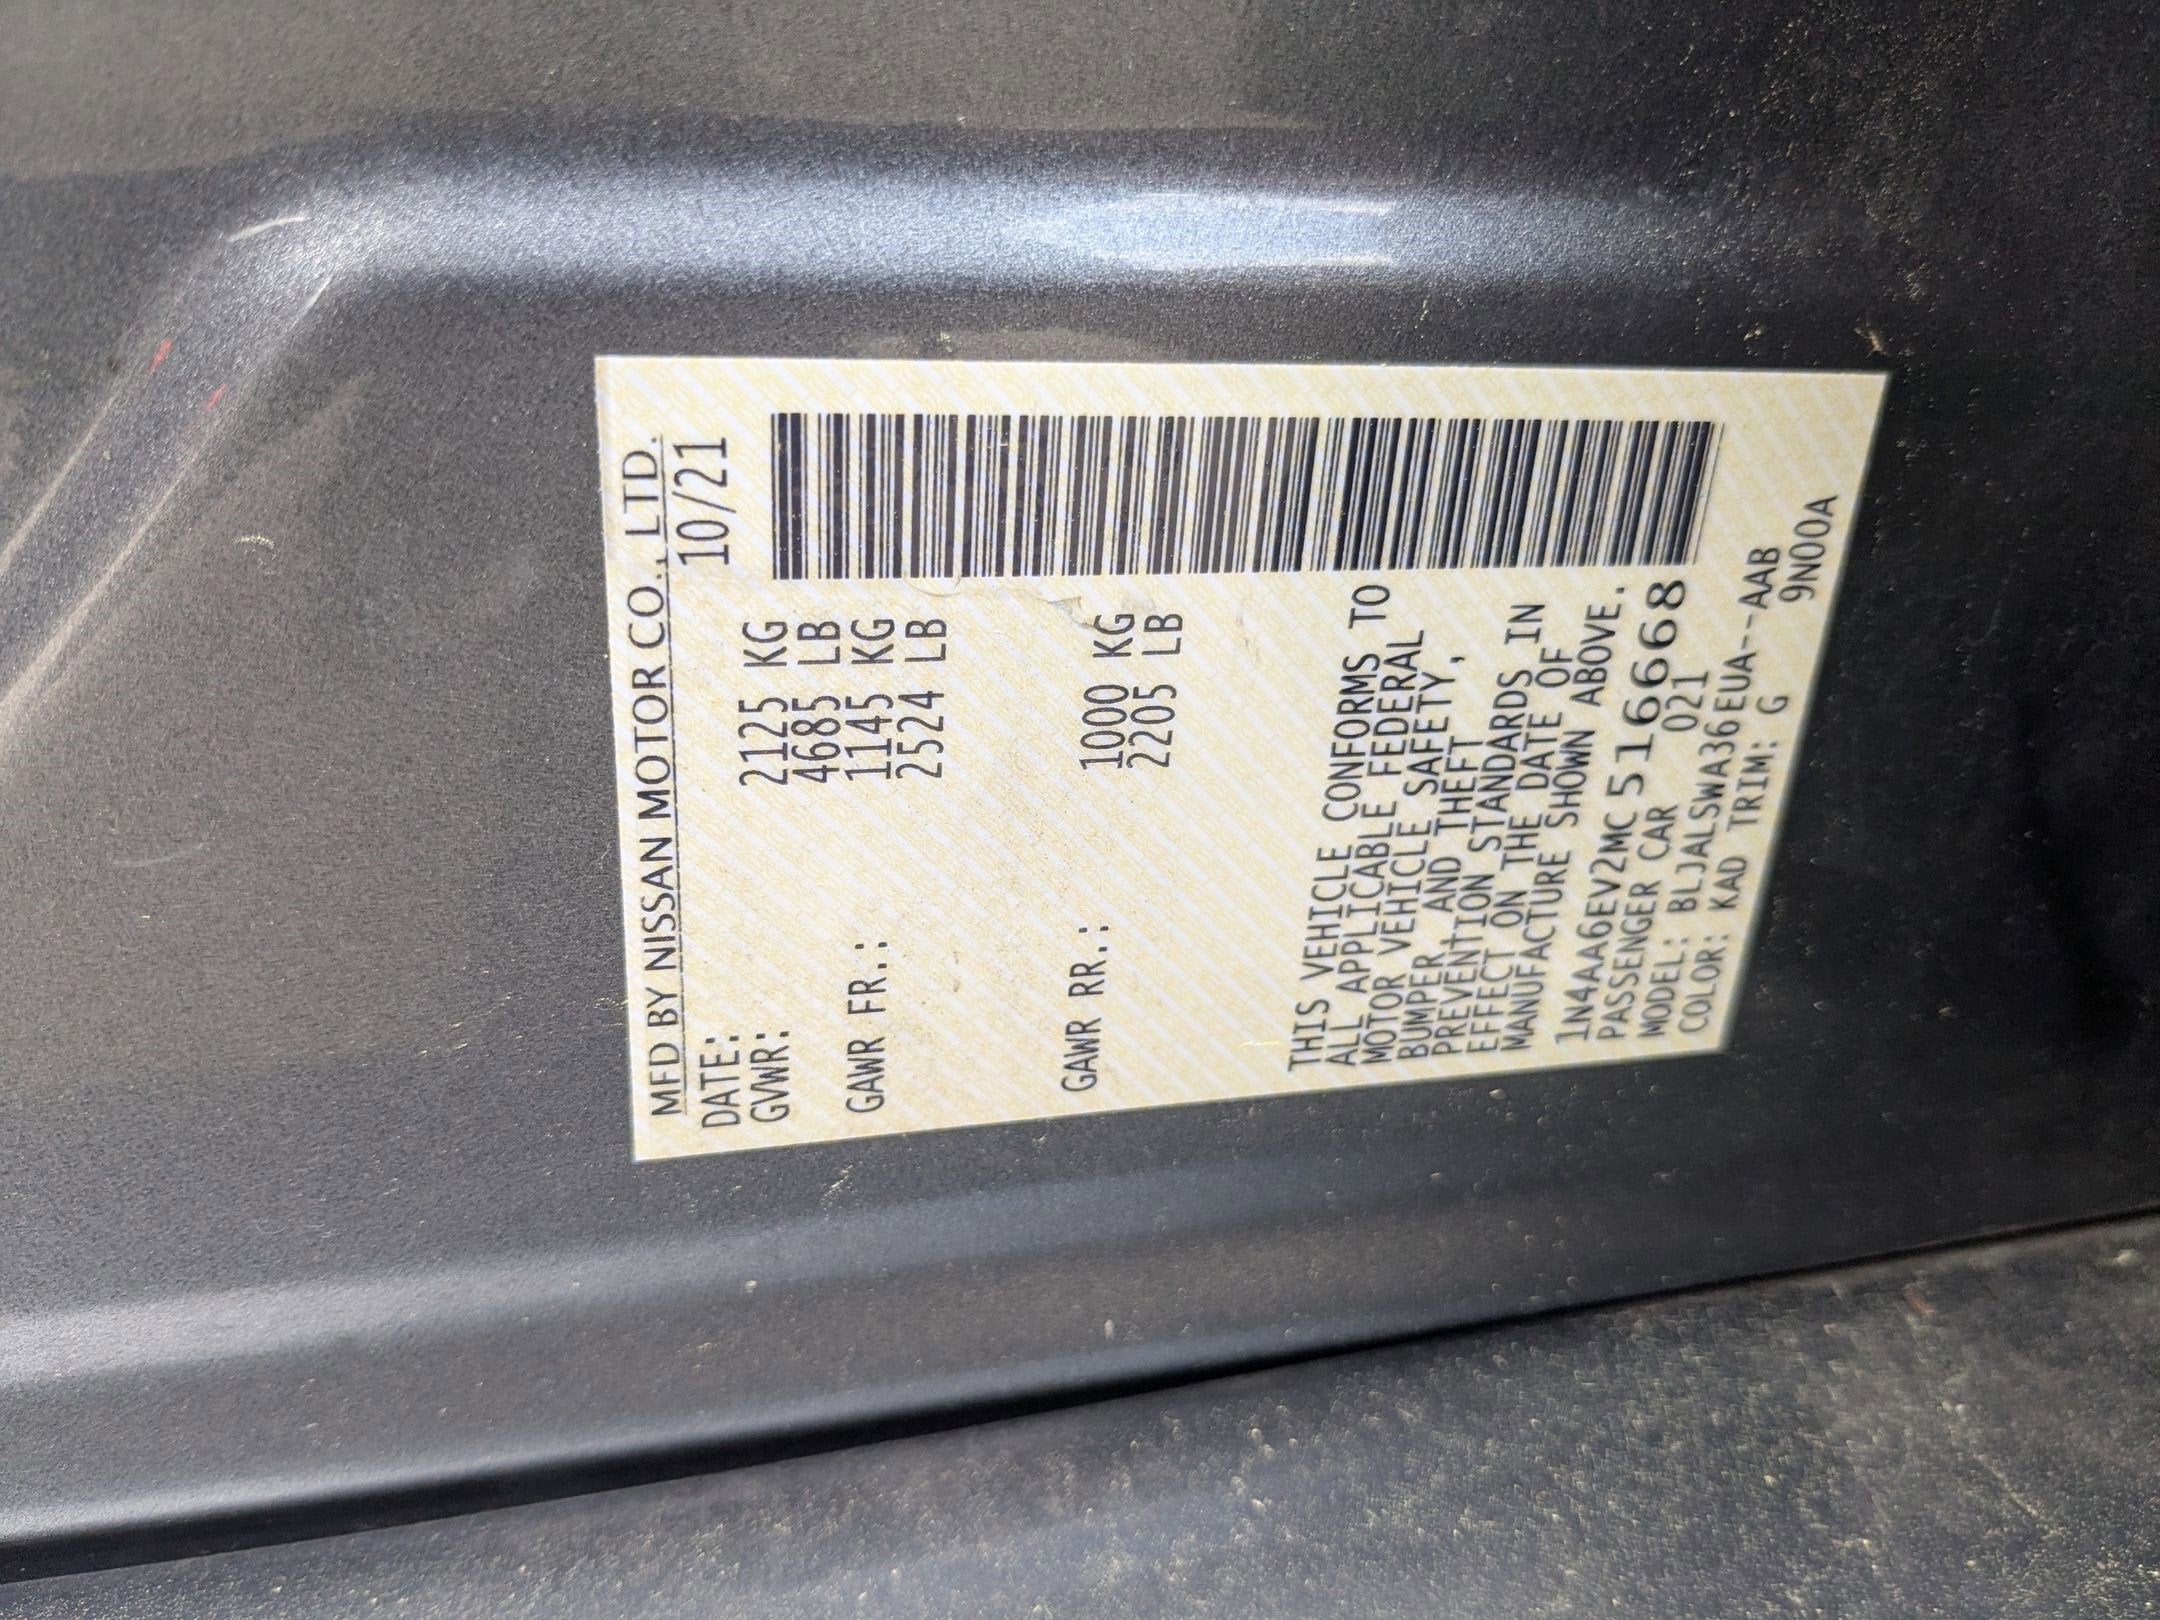 MFD BY NISSAN MOTOR CO., LTD.
DATE: 10/21
GVWR: 2125 KG
4685 LB
GAWR FR.: 1145 KG
2524 LB
GAWR RR.: 1000 KG
2205 LB
THIS VEHICLE CONFORMS TO
ALL APPLICABLE FEDERAL
MOTOR VEHICLE SAFETY,
BUMPER AND THEFT
PREVENTION STANDARDS IN
EFFECT ON THE DATE OF
MANUFACTURE SHOWN ABOVE.
1N4AA6EV2MC516668
PASSENGER CAR 021
MODEL: BLJALSWA36EUA--AAB
COLOR: KAD TRIM: G 9N00A